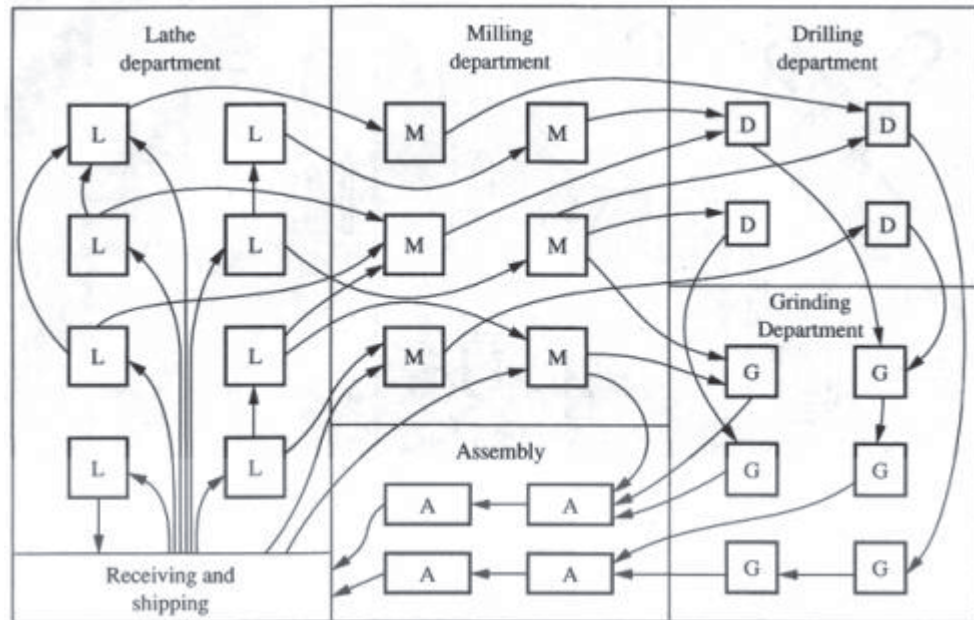 Lathe
department
Milling
department
Drilling
department
L
L
M
M
D
D
L
L
M
M
D
D
Grinding
Department
L
L
M
M
G
G
L
L
Assembly
A
A
G
G
Receiving and
shipping
A
A
G
G